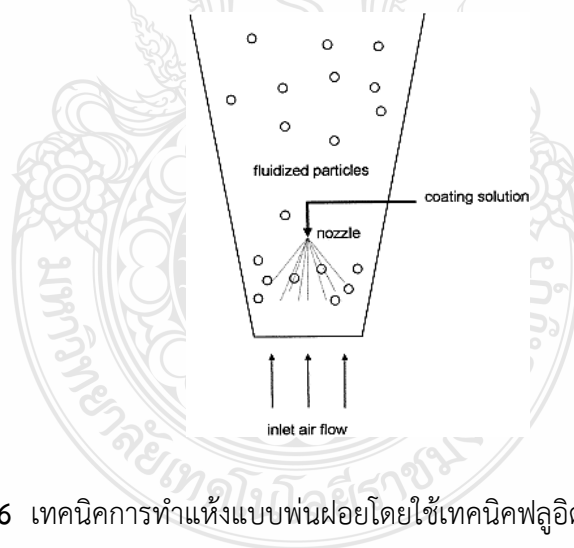 fluidized particles
coating solution
nozzle
inlet air flow
6 เทคนิคการทำแห้งแบบพ่นฝอยโดยใช้เทคนิคฟลูอิด